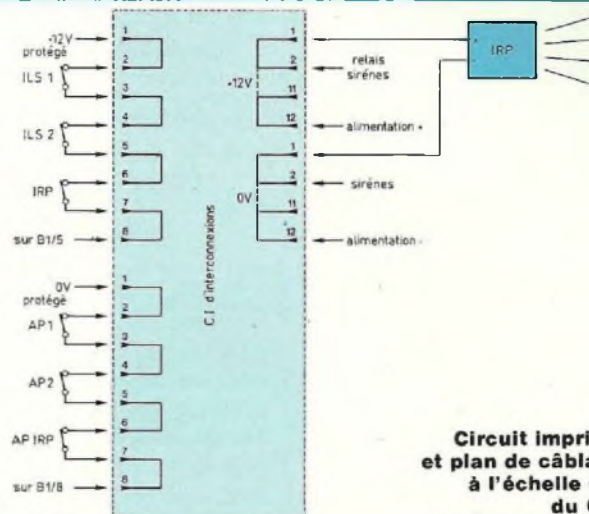 -12V
protégé
ILS 1
ILS 2
IRP
sur B1/5
1
2
3
4
5
6
7
8
0V
protégé
AP1
AP2
AP IRP
sur B1/8
1
2
3
4
5
6
7
8
C.I. d'interconnexions
1
2
-12V
11
12
1
2
0V
11
12
relais
sirénes
alimentation +
sirénes
alimentation -
IRP
Circuit impri
et plan de câbla
à l'échelle
du